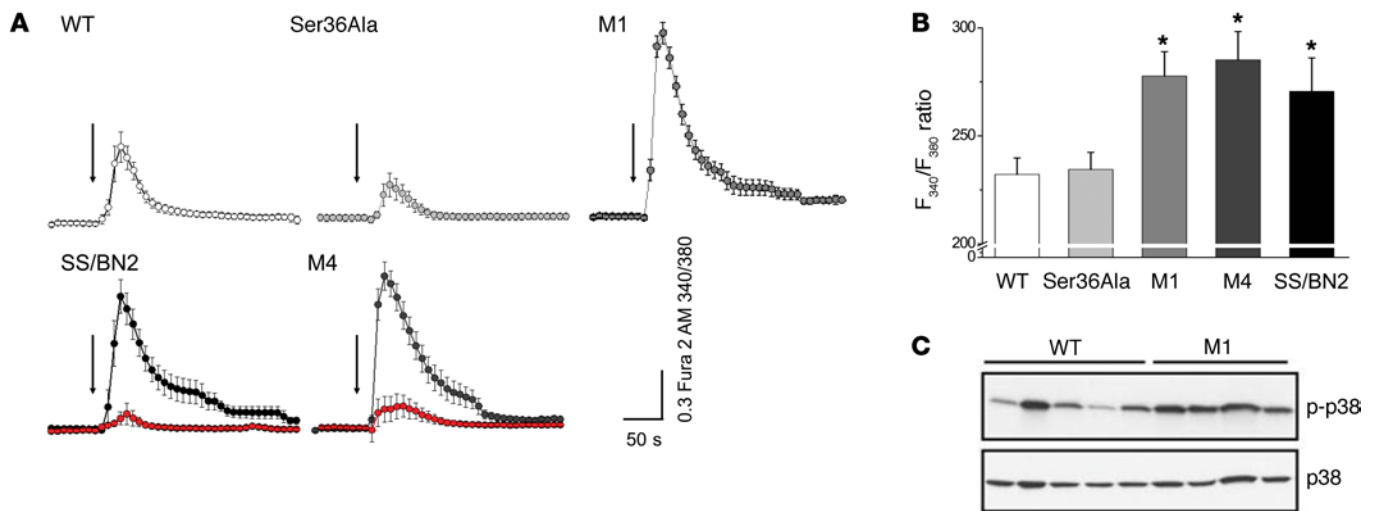 A
WT
Ser36Ala
M1
SS/BN2
M4
50 s
0.3 Fura 2 AM 340/380
B
F340/F380 ratio
300
250
200
0
*
*
*
WT
Ser36Ala
M1
M4
SS/BN2
C
WT
M1
p-p38
p38